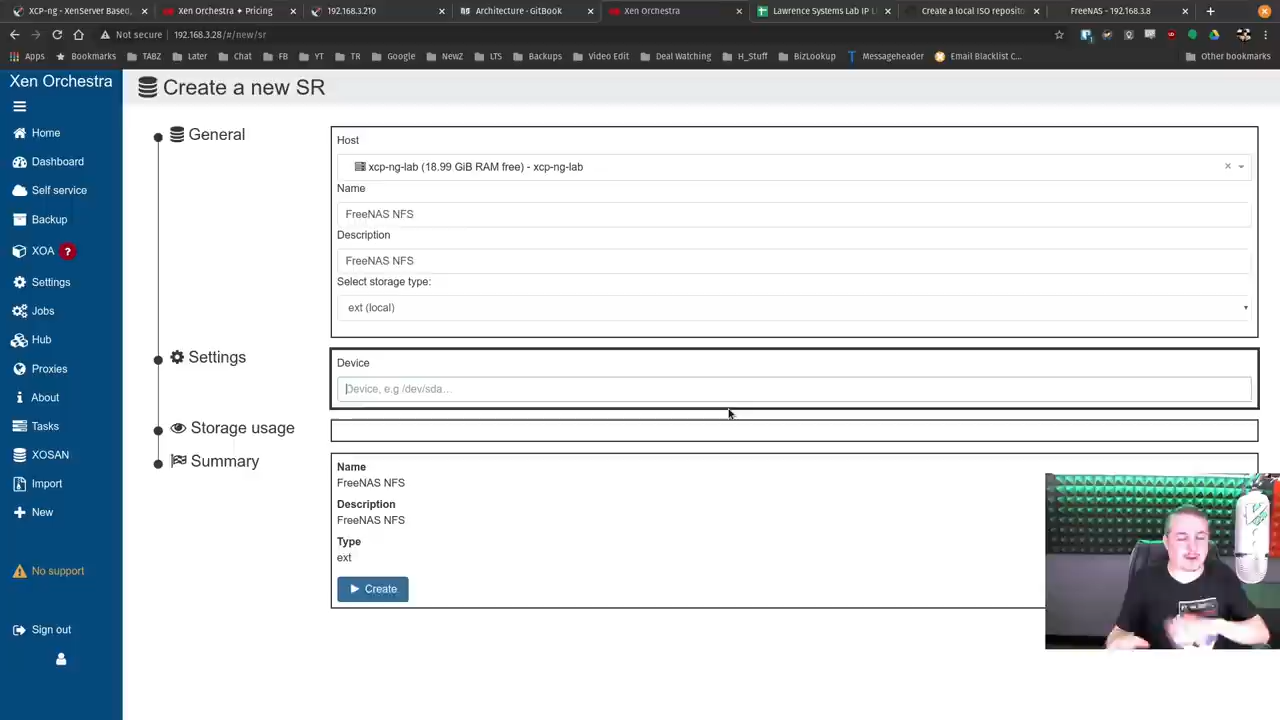 XCP-ng - XenServer Based,
Xen Orchestra ✦ Pricing
192.168.3.210
Architecture · GitBook
Xen Orchestra
Lawrence Systems Lab IP Li
Create a local ISO reposito
FreeNAS - 192.168.3.8
Not secure
192.168.3.28/#/new/sr
Apps
Bookmarks
TABZ
Later
Chat
FB
YT
TR
Google
NewZ
LTS
Backups
Video Edit
Deal Watching
H_Stuff
BizLookup
Messageheader
Email Blacklist C...
Other bookmarks
Xen Orchestra
Home
Dashboard
Self service
Backup
XOA ?
Settings
Jobs
Hub
Proxies
About
Tasks
XOSAN
Import
New
No support
Sign out
Create a new SR
General
Host
xcp-ng-lab (18.99 GiB RAM free) - xcp-ng-lab
Name
FreeNAS NFS
Description
FreeNAS NFS
Select storage type:
ext (local)
Settings
Device
Device, e.g /dev/sda...
Storage usage
Summary
Name
FreeNAS NFS
Description
FreeNAS NFS
Type
ext
Create